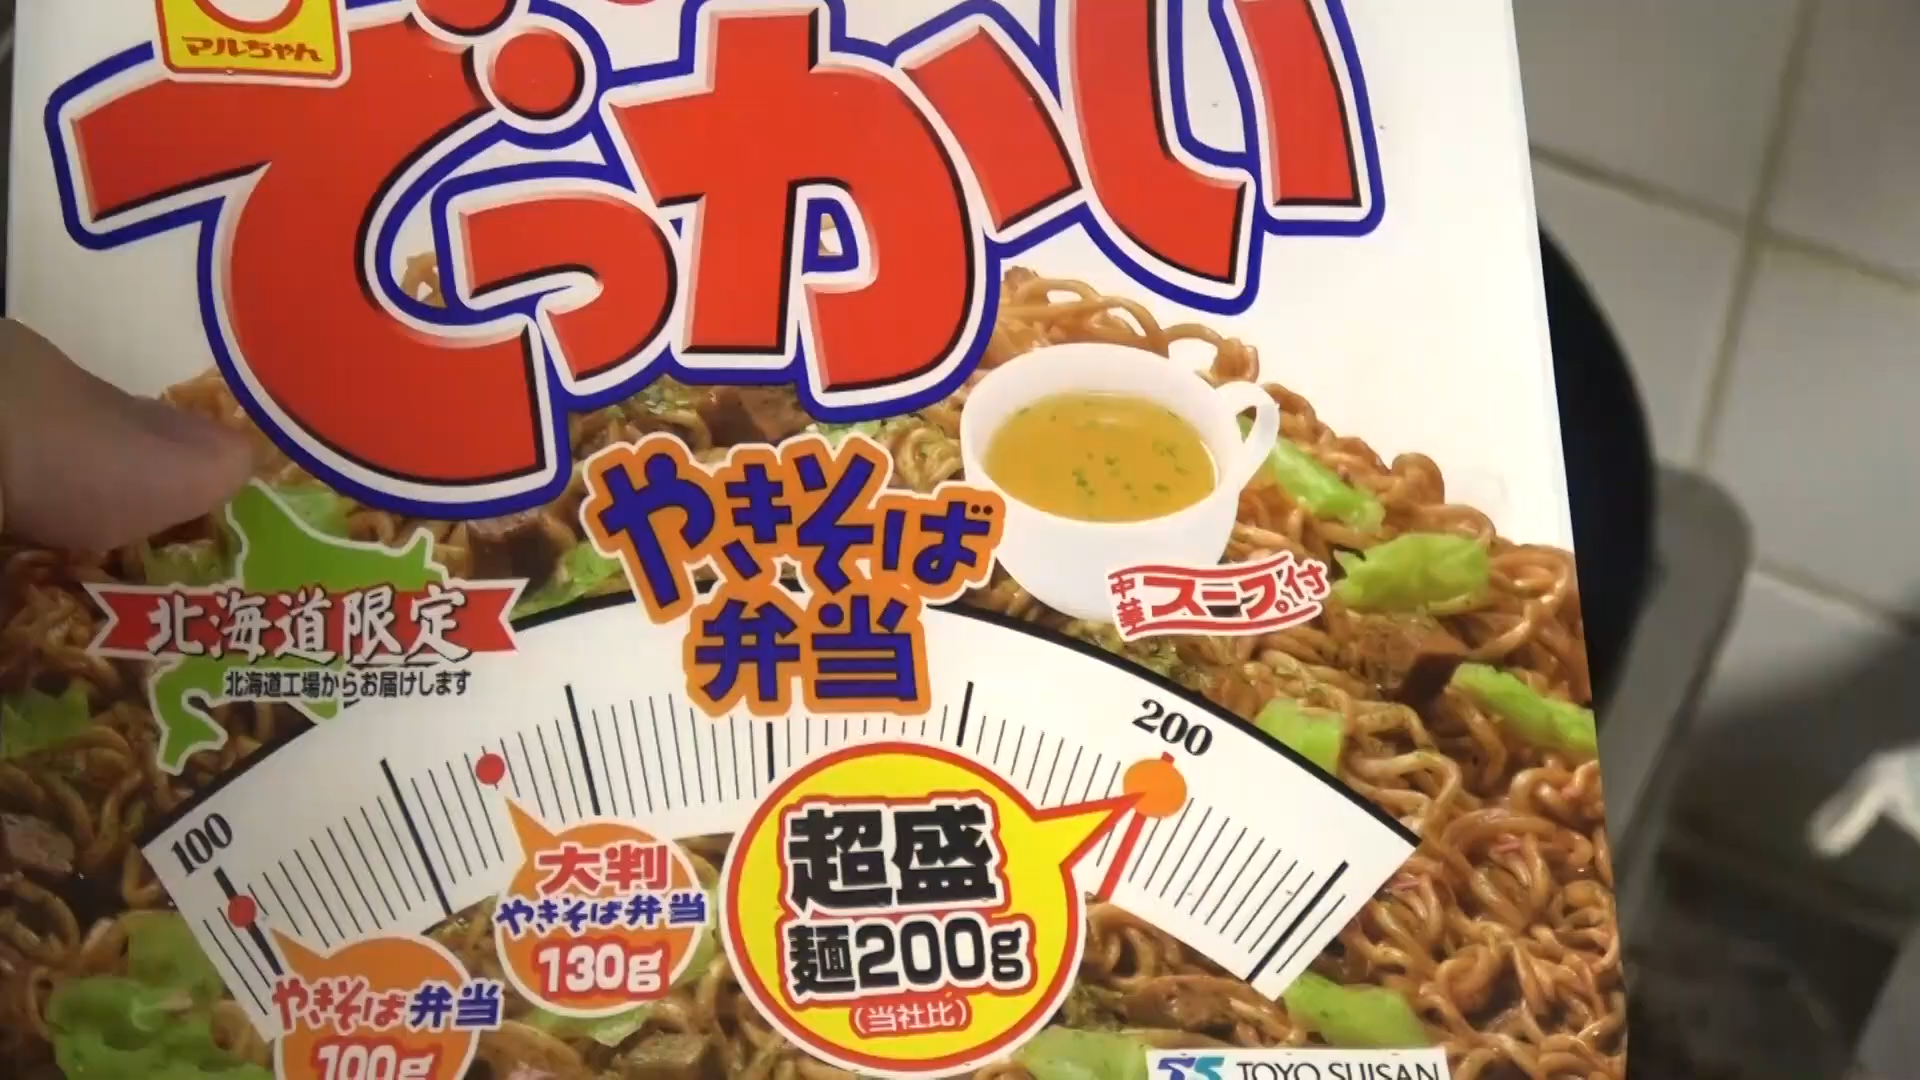 マルちゃん
でっかい
やきそば
弁当
中華スープ付
北海道限定
北海道工場からお届けします
100
200
やきそば弁当
100g
大判
やきそば弁当
130g
超盛
麺200g
(当社比)
TOYO SUISAN